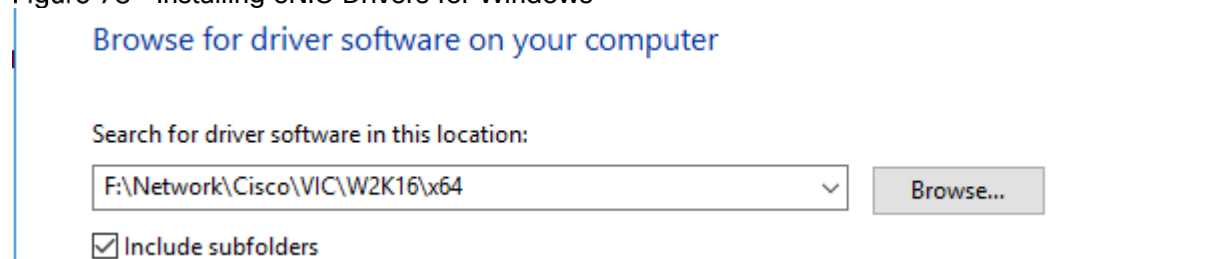 Installing eNIC Drivers for Windows
Browse for driver software on your computer
Search for driver software in this location:
F:\Network\Cisco\VIC\W2K16\x64
Browse...
Include subfolders